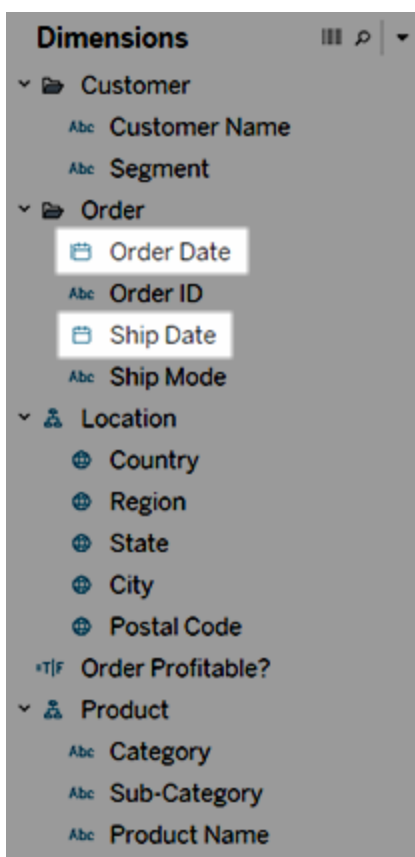 Dimensions
Customer
Abc Customer Name
Abc Segment
Order
Order Date
Abc Order ID
Ship Date
Abc Ship Mode
Location
Country
Region
State
City
Postal Code
=T|F Order Profitable?
Product
Abc Category
Abc Sub-Category
Abc Product Name